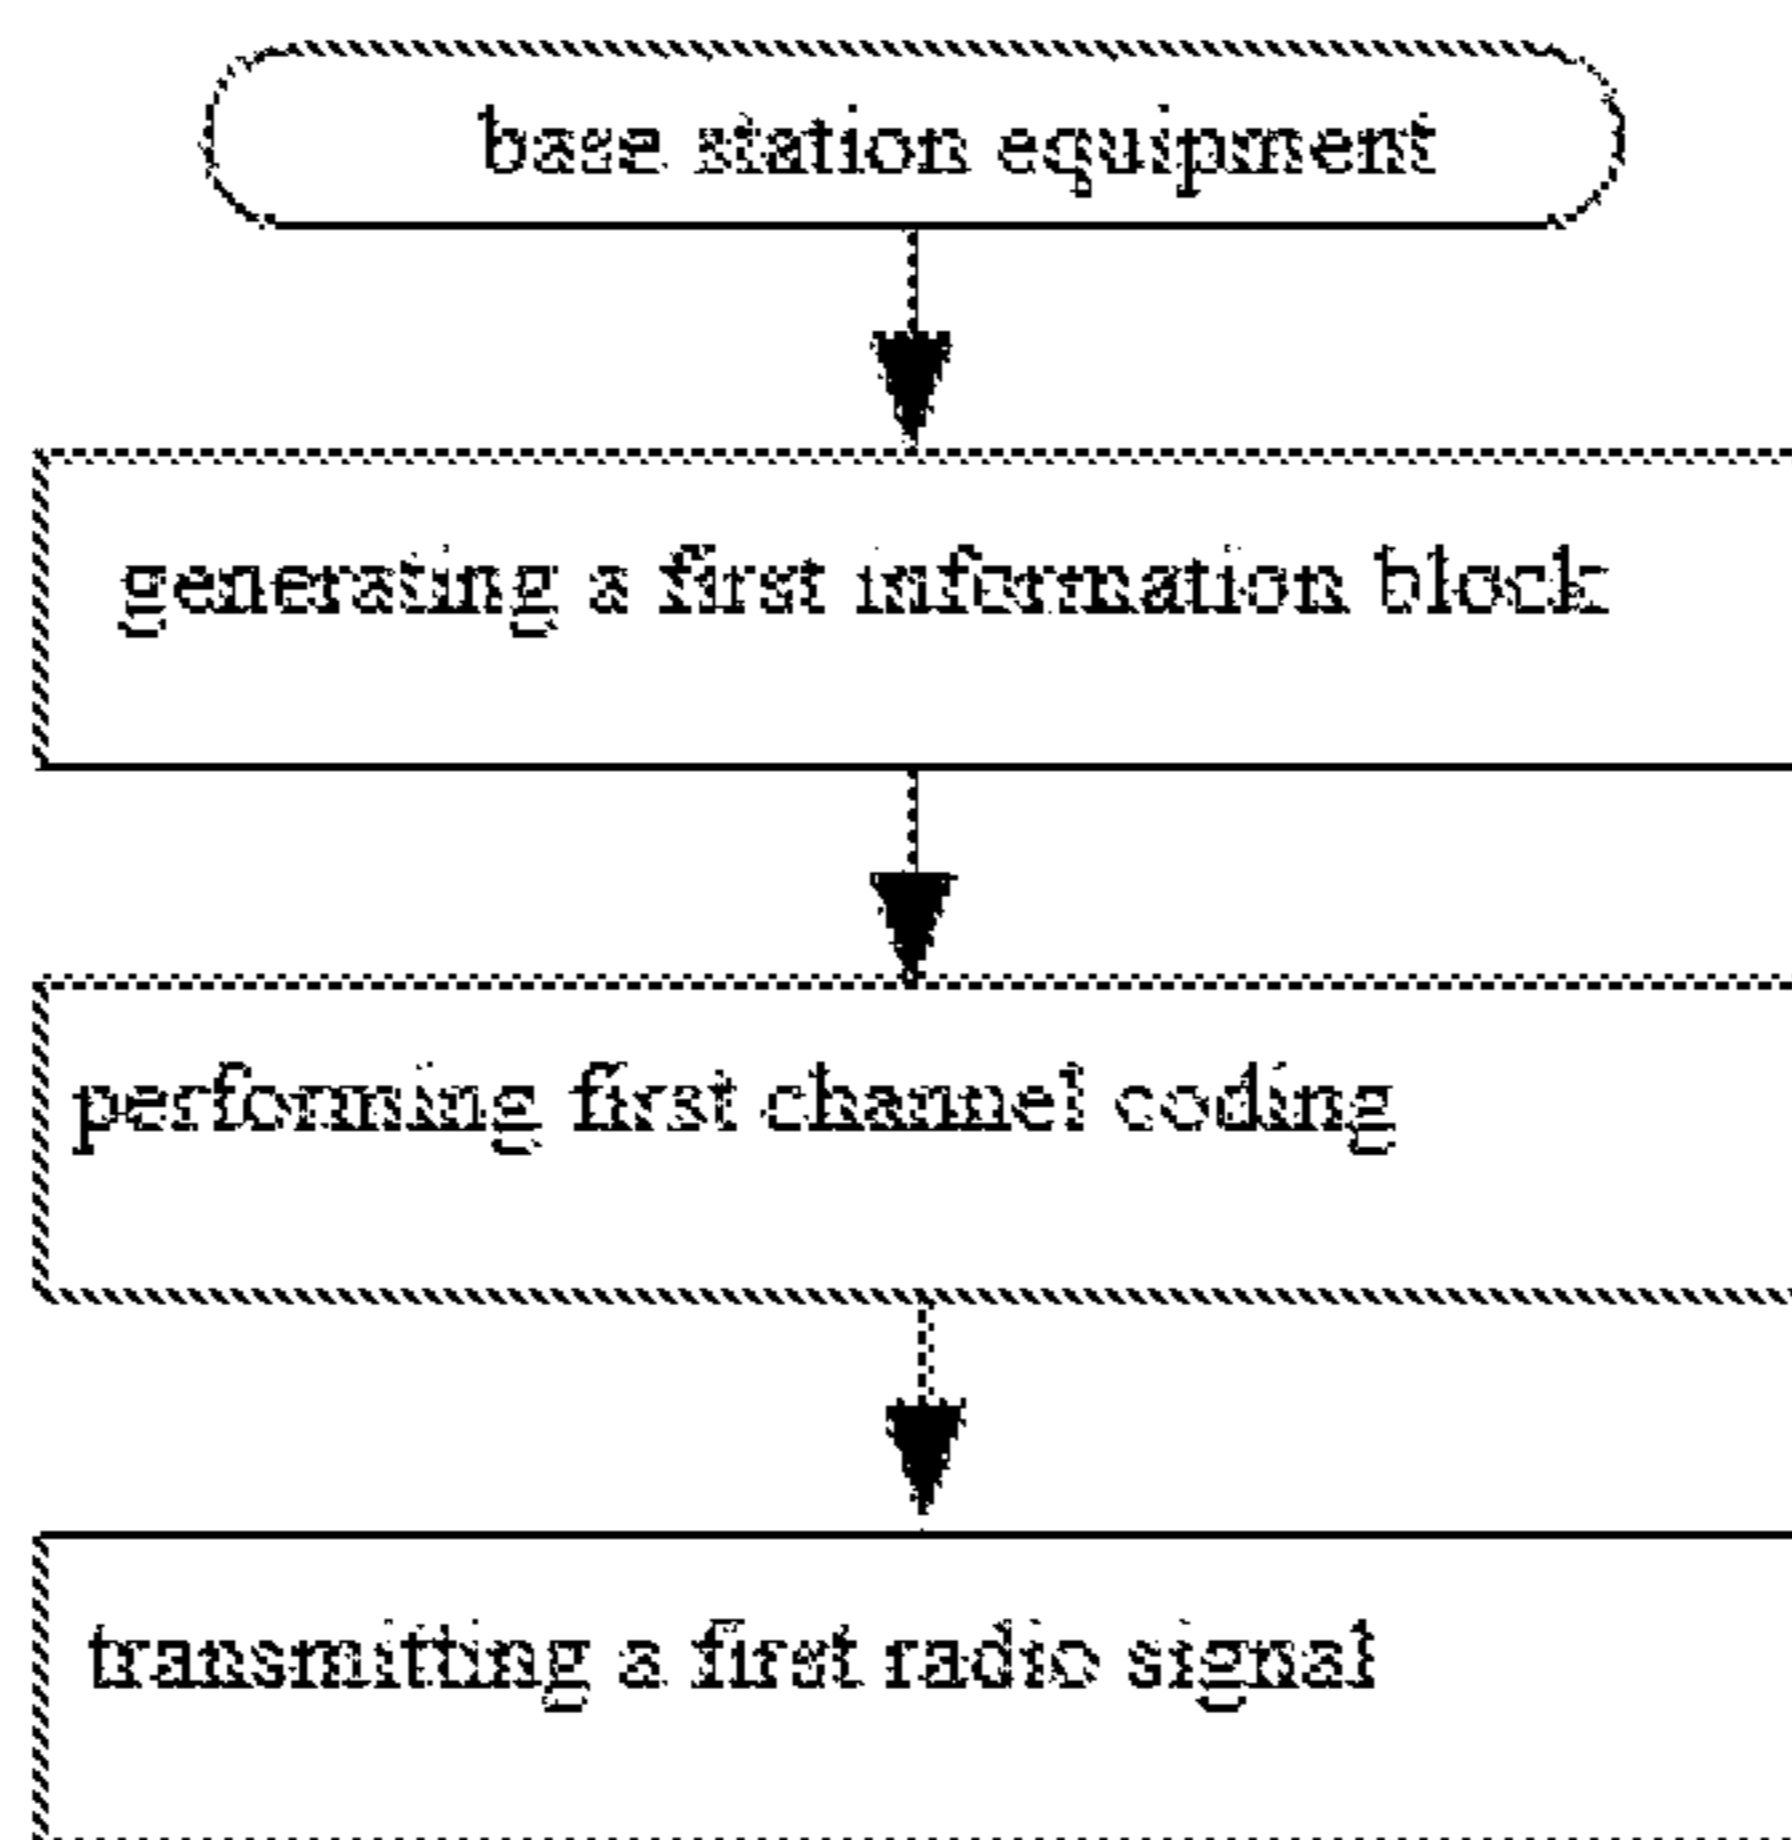 base station equipment
generating a first information block
performing first channel coding
transmitting a first radio signal